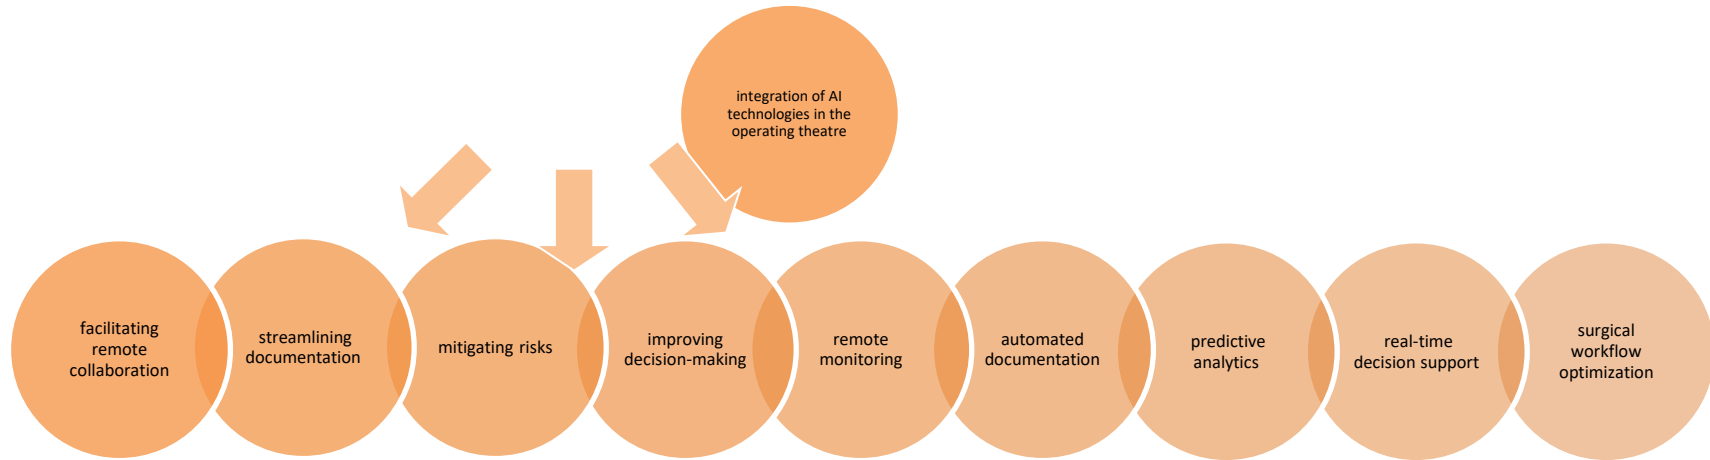 integration of AI
technologies in the
operating theatre
facilitating
remote
collaboration
streamlining
documentation
mitigating risks
improving
decision-making
remote
monitoring
automated
documentation
predictive
analytics
real-time
decision support
surgical
workflow
optimization